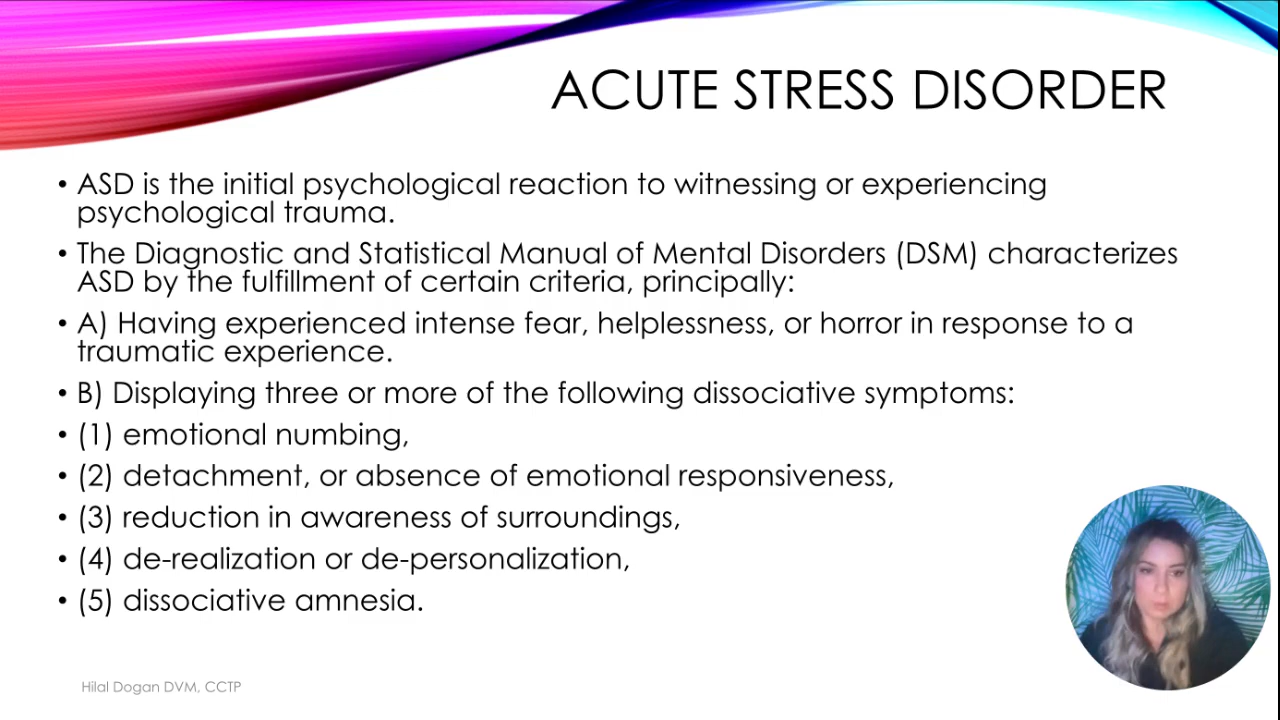 ACUTE STRESS DISORDER
• ASD is the initial psychological reaction to witnessing or experiencing
psychological trauma.
• The Diagnostic and Statistical Manual of Mental Disorders (DSM) characterizes
ASD by the fulfillment of certain criteria, principally:
• A) Having experienced intense fear, helplessness, or horror in response to a
traumatic experience.
• B) Displaying three or more of the following dissociative symptoms:
• (1) emotional numbing,
• (2) detachment, or absence of emotional responsiveness,
• (3) reduction in awareness of surroundings,
• (4) de-realization or de-personalization,
• (5) dissociative amnesia.
Hilal Dogan DVM, CCTP